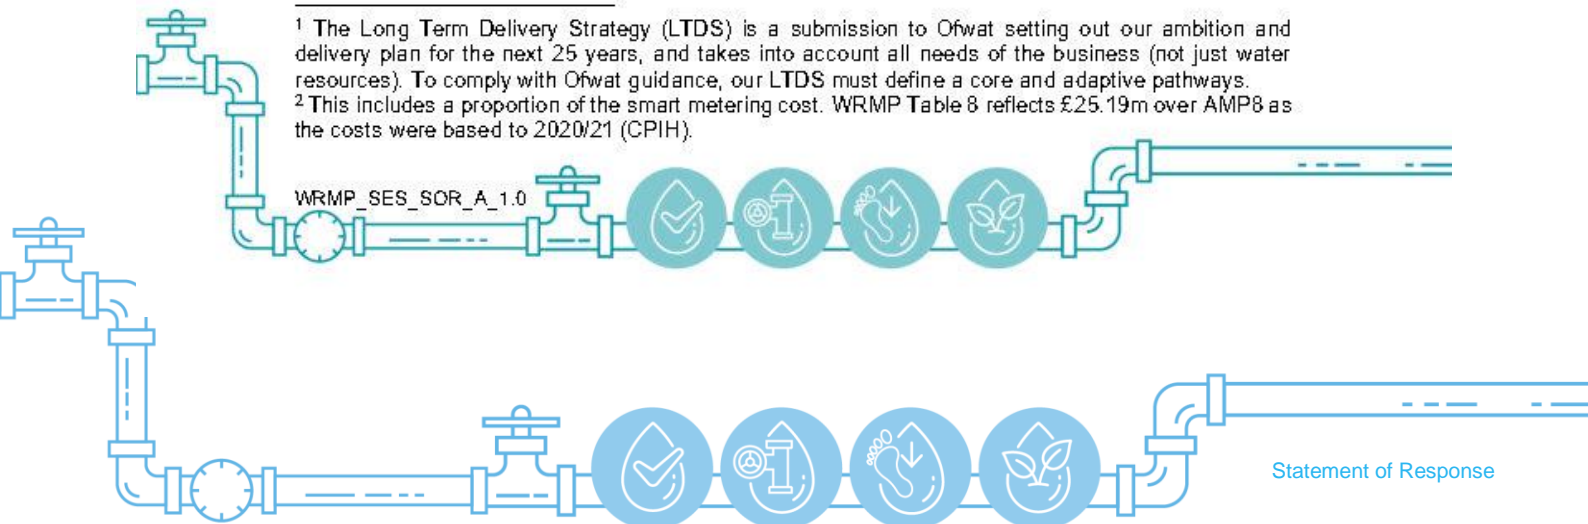 ¹ The Long Term Delivery Strategy (LTDS) is a submission to Ofwat setting out our ambition and
delivery plan for the next 25 years, and takes into account all needs of the business (not just water
resources). To comply with Ofwat guidance, our LTDS must define a core and adaptive pathways.
² This includes a proportion of the smart metering cost. WRMP Table 8 reflects £25.19m over AMP8 as
the costs were based to 2020/21 (CPIH).
WRMP_SES_SOR_A_1.0
Statement of Response